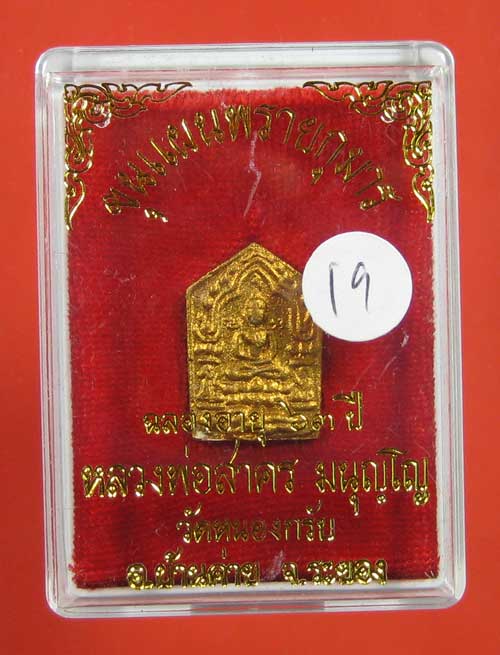 ขุนแผนพรายกุมาร
19
ฉลองอายุ ๖๓ ปี
หลวงพ่อสาคร มนุญฺโญ
วัดหนองกรับ
อ.บ้านค่าย จ.ระยอง